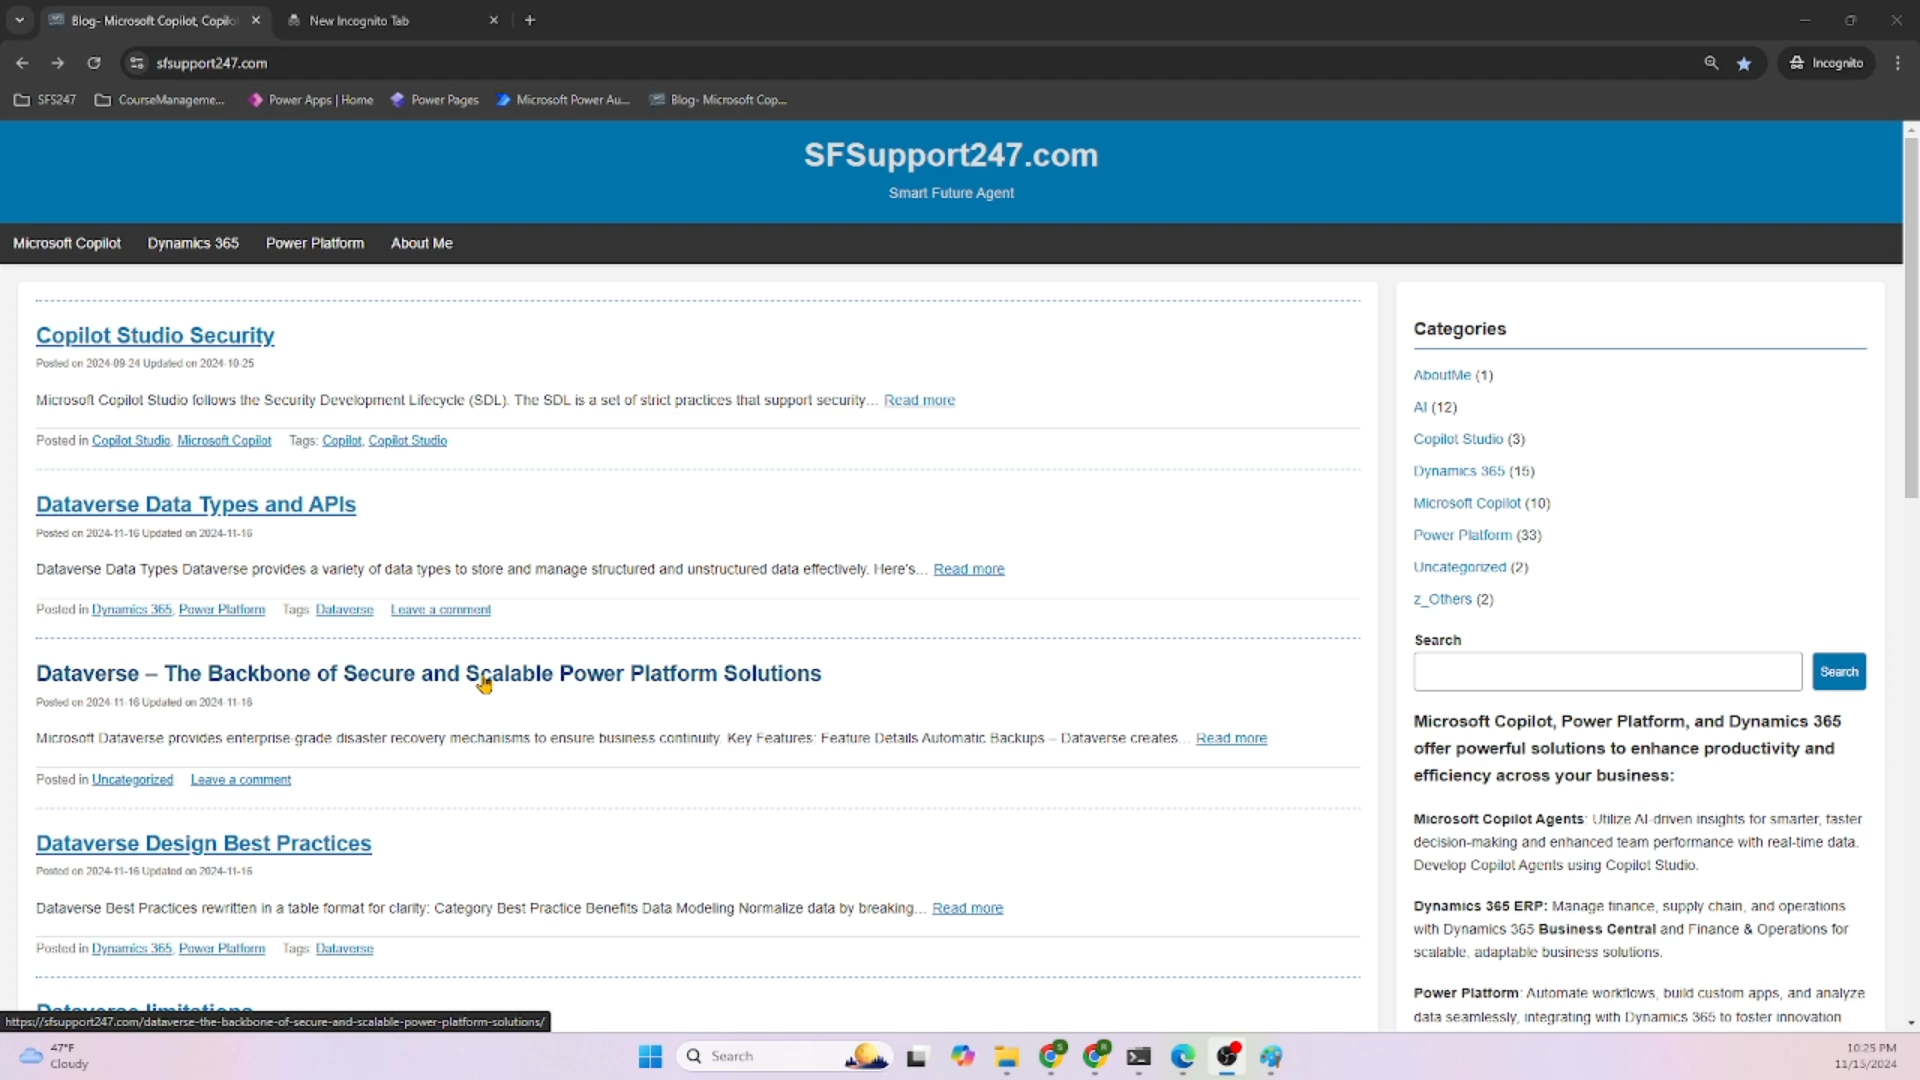 Blog- Microsoft Copilot, Copilo
New Incognito Tab
sfsupport247.com
Incognito
SFS247
CourseManageme...
Power Apps | Home
Power Pages
Microsoft Power Au...
Blog- Microsoft Cop...
SFSupport247.com
Smart Future Agent
Microsoft Copilot
Dynamics 365
Power Platform
About Me
Copilot Studio Security
Posted on 2024-09-24 Updated on 2024-10-25
Microsoft Copilot Studio follows the Security Development Lifecycle (SDL). The SDL is a set of strict practices that support security... Read more
Posted in Copilot Studio, Microsoft Copilot Tags: Copilot, Copilot Studio
Dataverse Data Types and APIs
Posted on 2024-11-16 Updated on 2024-11-16
Dataverse Data Types Dataverse provides a variety of data types to store and manage structured and unstructured data effectively. Here's... Read more
Posted in Dynamics 365, Power Platform Tags: Dataverse Leave a comment
Dataverse – The Backbone of Secure and Scalable Power Platform Solutions
Posted on 2024-11-16 Updated on 2024-11-16
Microsoft Dataverse provides enterprise-grade disaster recovery mechanisms to ensure business continuity. Key Features: Feature Details Automatic Backups – Dataverse creates... Read more
Posted in Uncategorized Leave a comment
Dataverse Design Best Practices
Posted on 2024-11-16 Updated on 2024-11-16
Dataverse Best Practices rewritten in a table format for clarity: Category Best Practice Benefits Data Modeling Normalize data by breaking... Read more
Posted in Dynamics 365, Power Platform Tags: Dataverse
Dataverse limitations
Categories
AboutMe (1)
AI (12)
Copilot Studio (3)
Dynamics 365 (15)
Microsoft Copilot (10)
Power Platform (33)
Uncategorized (2)
z_Others (2)
Search
Search
Microsoft Copilot, Power Platform, and Dynamics 365
offer powerful solutions to enhance productivity and
efficiency across your business:
Microsoft Copilot Agents: Utilize AI-driven insights for smarter, faster
decision-making and enhanced team performance with real-time data.
Develop Copilot Agents using Copilot Studio.
Dynamics 365 ERP: Manage finance, supply chain, and operations
with Dynamics 365 Business Central and Finance & Operations for
scalable, adaptable business solutions.
Power Platform: Automate workflows, build custom apps, and analyze
data seamlessly, integrating with Dynamics 365 to foster innovation
https://sfsupport247.com/dataverse-the-backbone-of-secure-and-scalable-power-platform-solutions/
47°F
Cloudy
Search
S
R
10:25 PM
11/15/2024